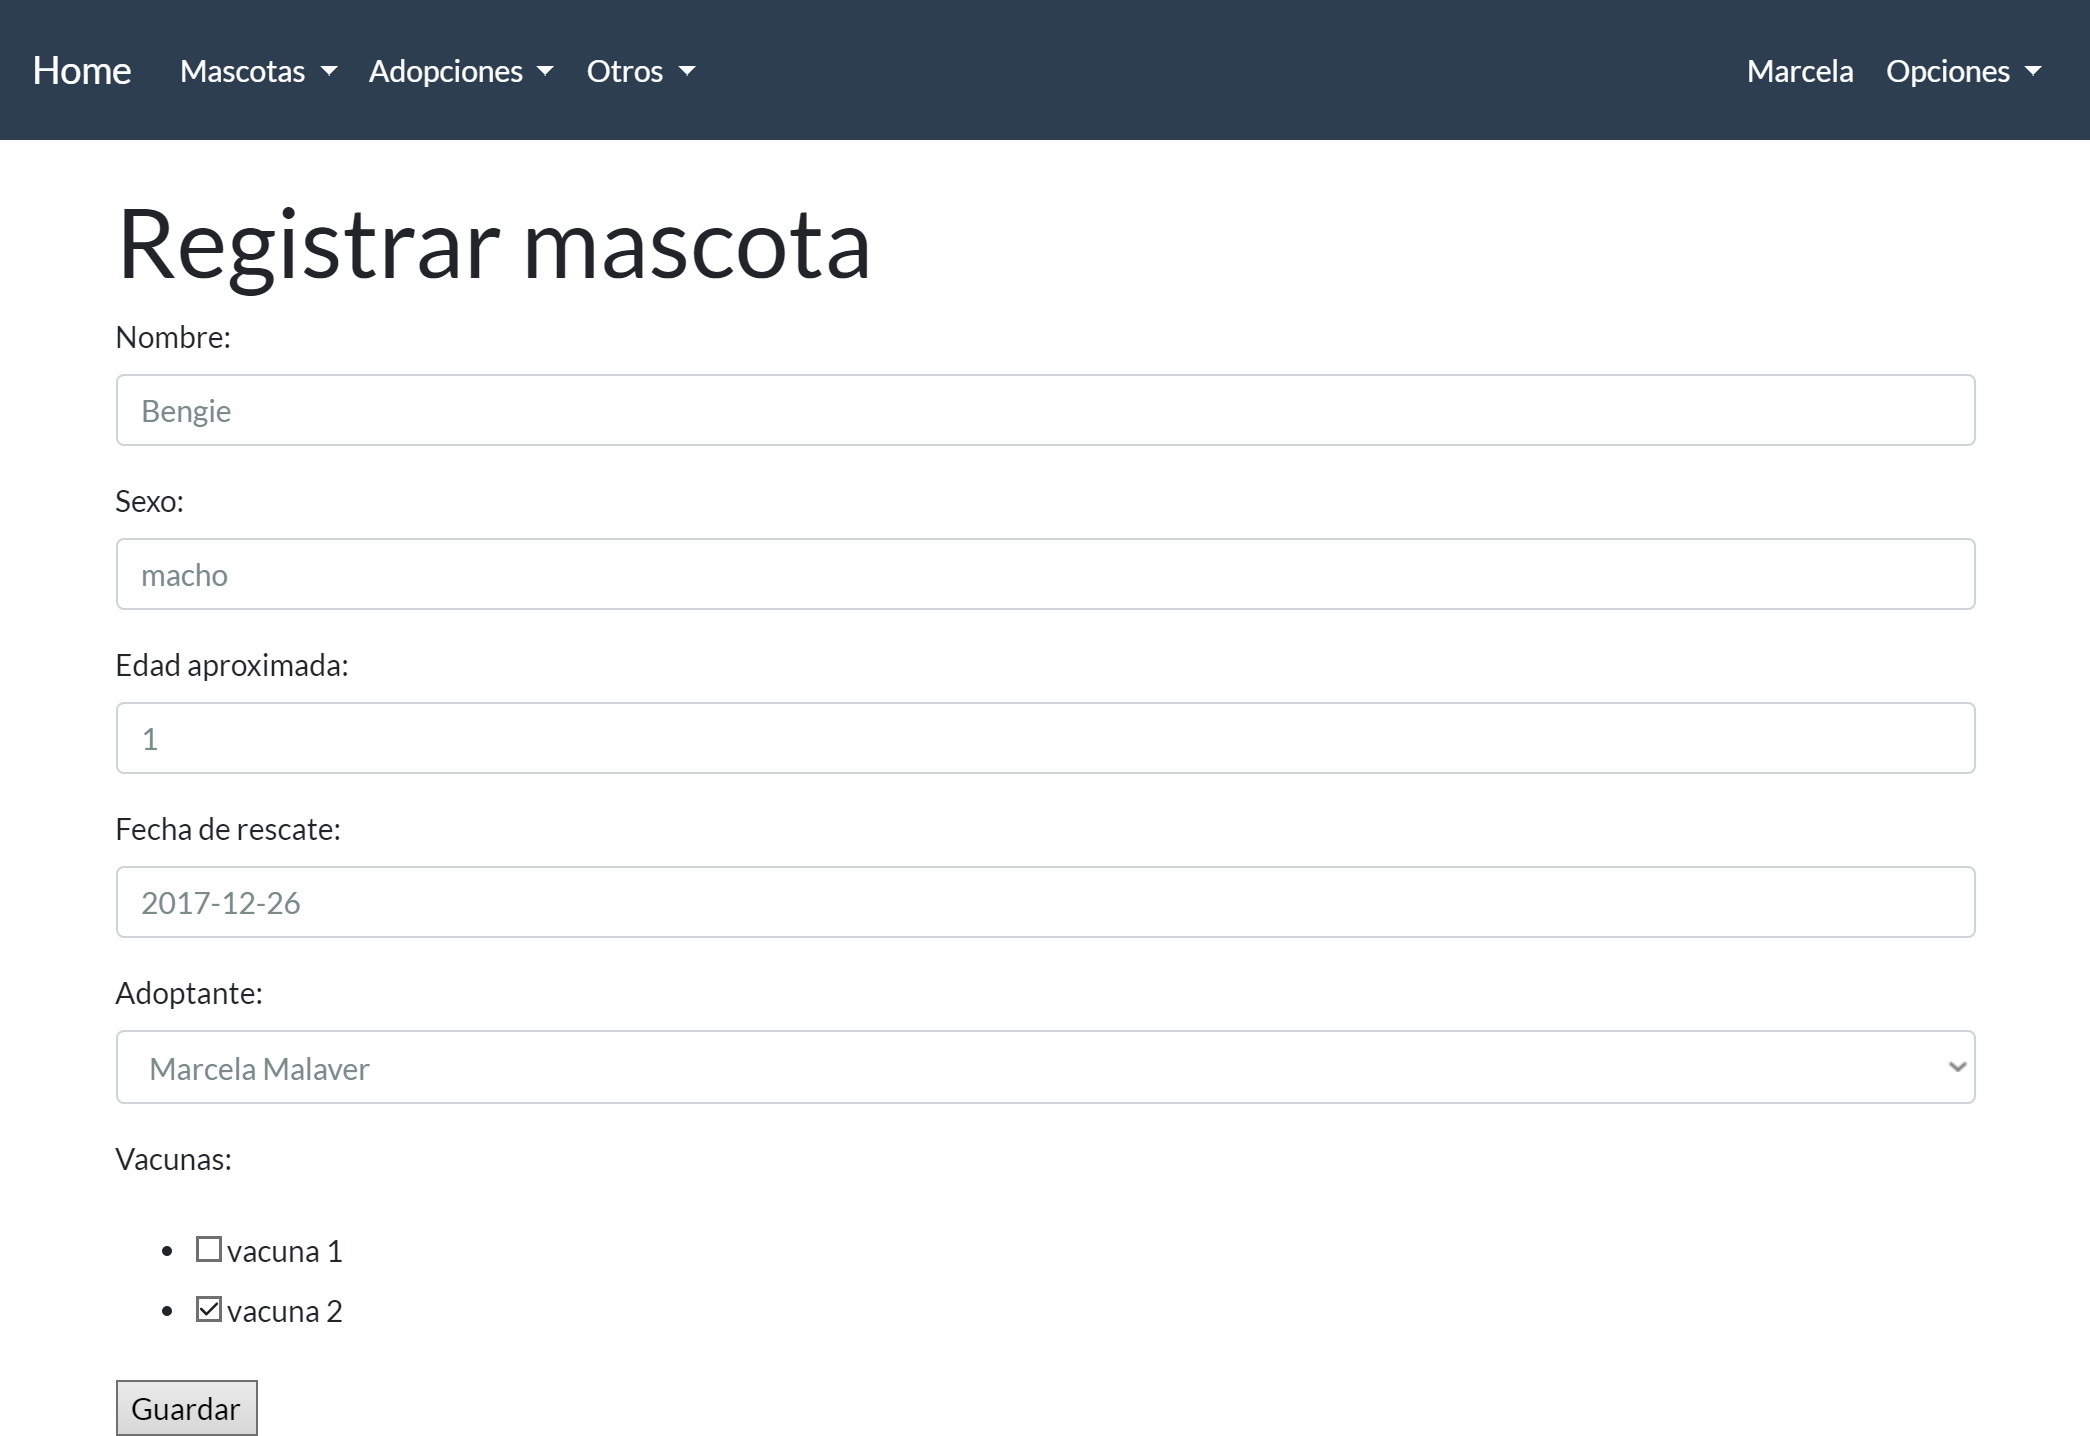 Home Mascotas Adopciones Otros Marcela Opciones
Registrar mascota
Nombre:
Bengie
Sexo:
macho
Edad aproximada:
1
Fecha de rescate:
2017-12-26
Adoptante:
Marcela Malaver
Vacunas:
vacuna 1
vacuna 2
Guardar